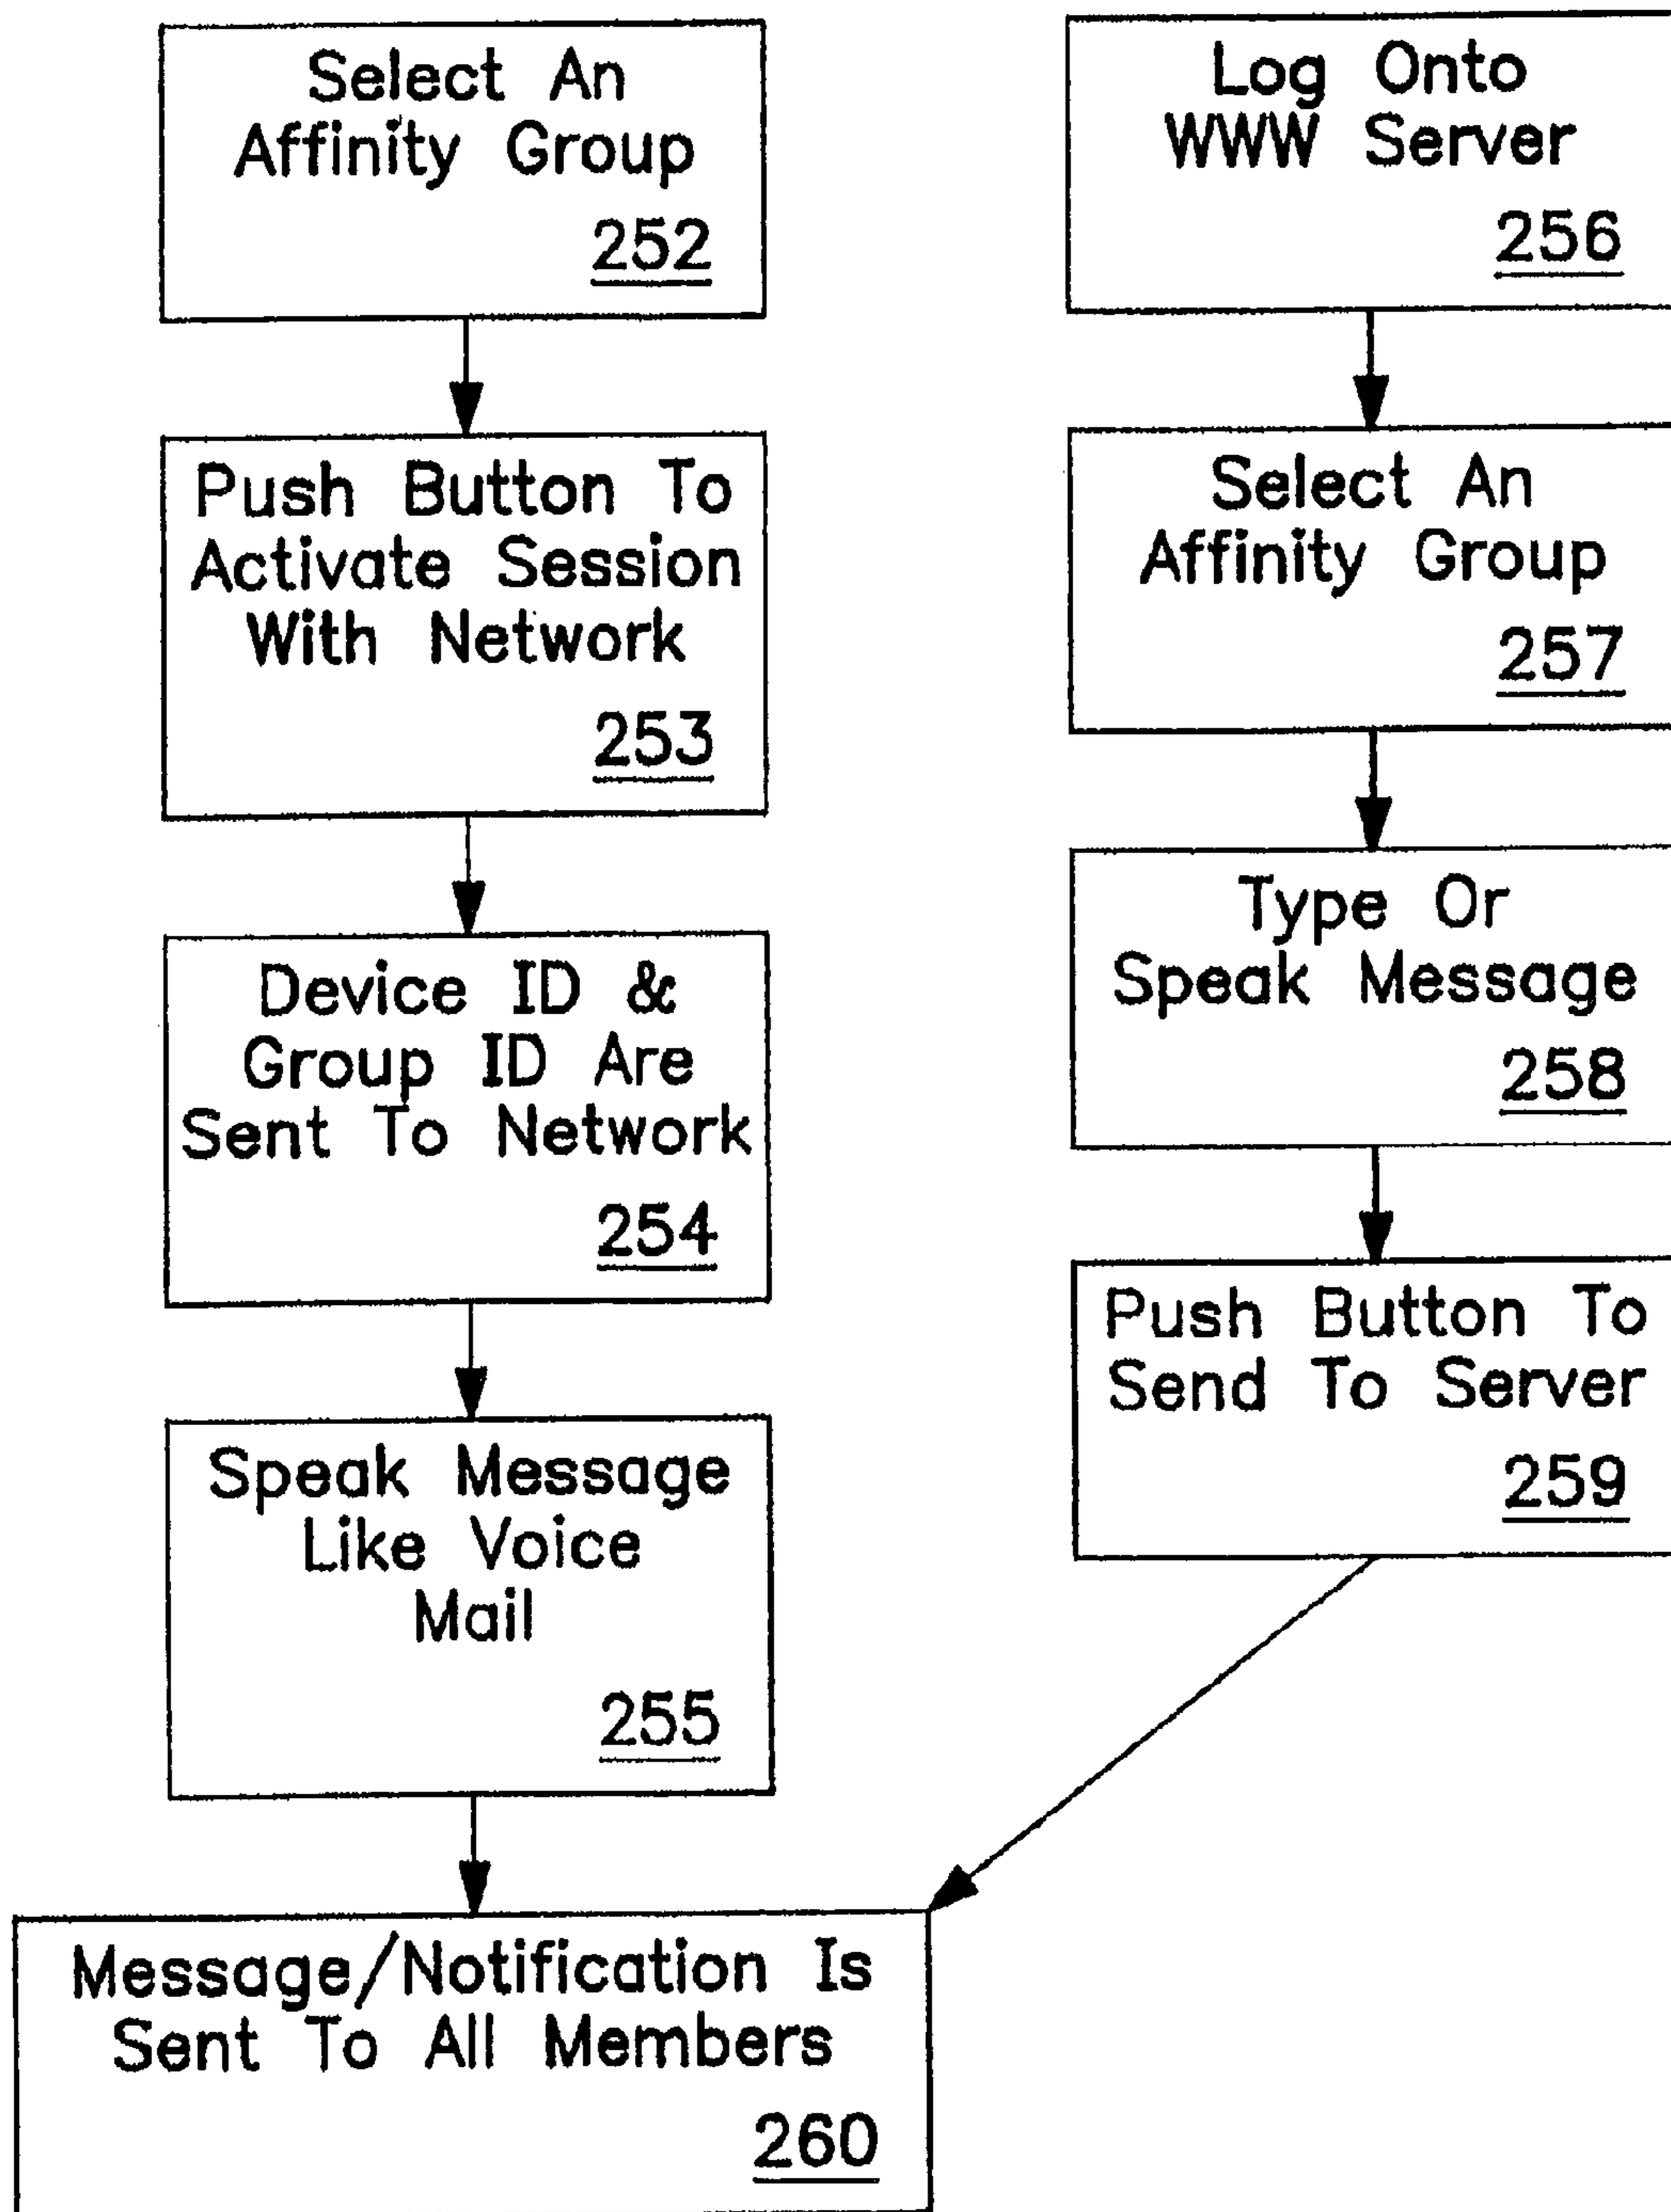 Select An
Affinity Group
252
Push Button To
Activate Session
With Network
253
Device ID &
Group ID Are
Sent To Network
254
Speak Message
Like Voice
Mail
255
Log Onto
WWW Server
256
Select An
Affinity Group
257
Type Or
Speak Message
258
Push Button To
Send To Server
259
Message/Notification Is
Sent To All Members
260